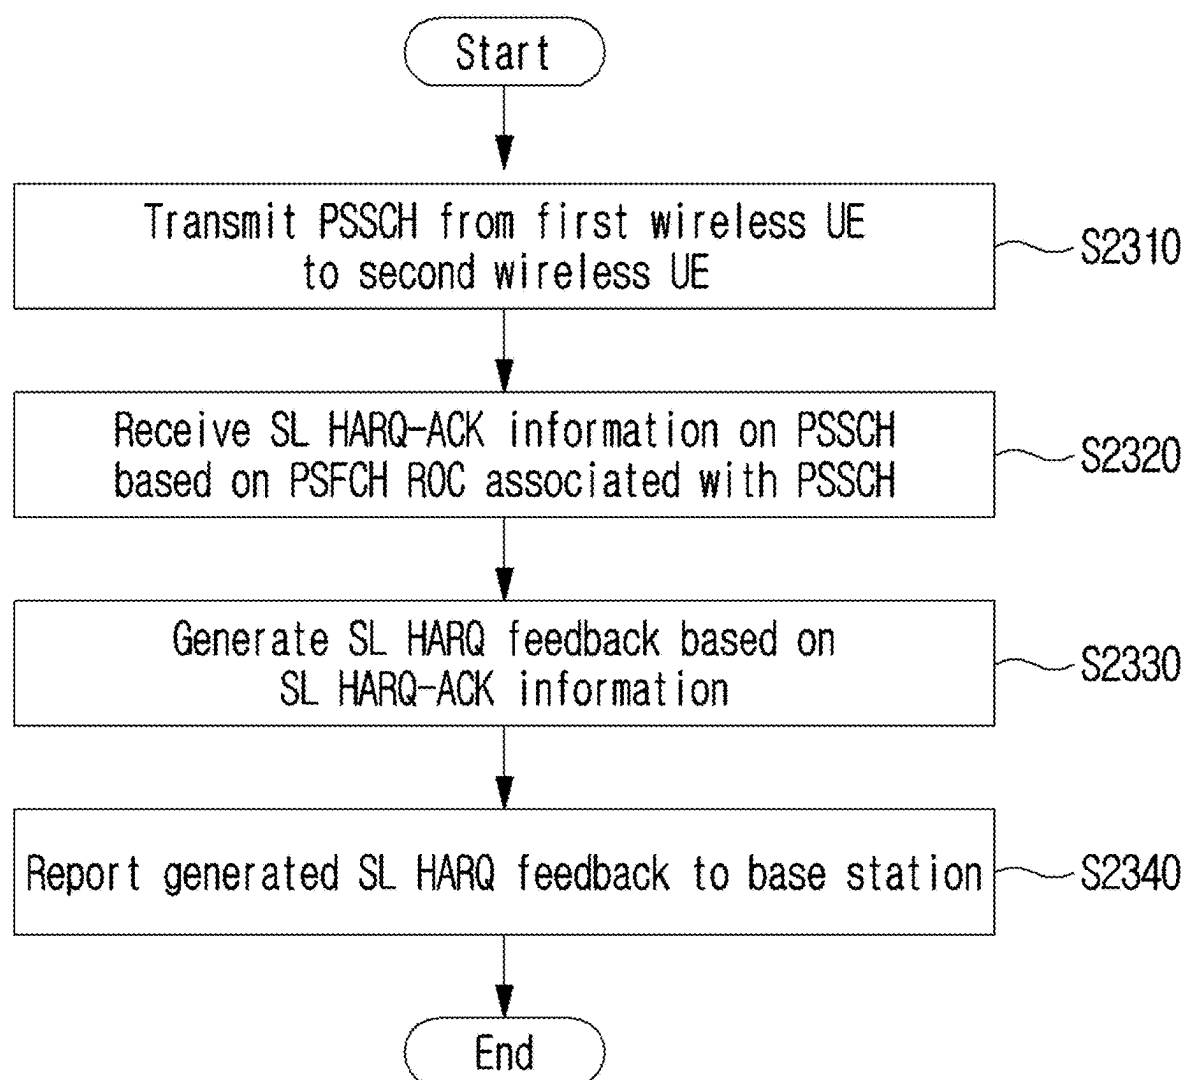 Start
Transmit PSSCH from first wireless UE
to second wireless UE
S2310
Receive SL HARQ-ACK information on PSSCH
based on PSFCH ROC associated with PSSCH
S2320
Generate SL HARQ feedback based on
SL HARQ-ACK information
S2330
Report generated SL HARQ feedback to base station
S2340
End